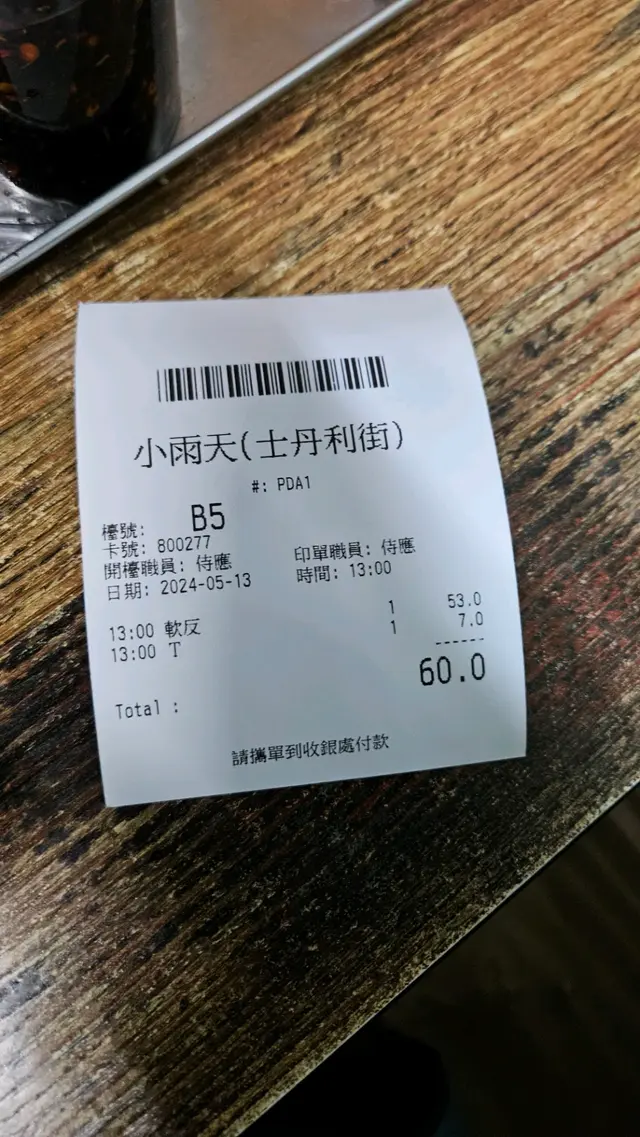 小雨天(士丹利街)
#: PDA1
檯號: B5
卡號: 800277
開檯職員: 侍應 印單職員: 侍應
日期: 2024-05-13 時間: 13:00
13:00 軟反 1 53.0
13:00 T 1 7.0
------
60.0
Total :
請攜單到收銀處付款